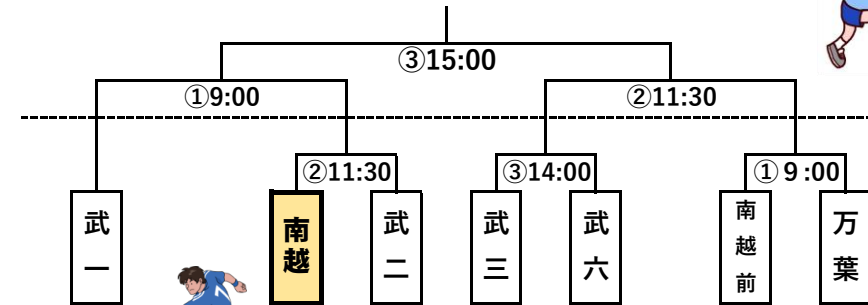 ③15:00
①9:00
②11:30
②11:30
③14:00
①９:00
武一
南越
武二
武三
武六
南越前
万葉